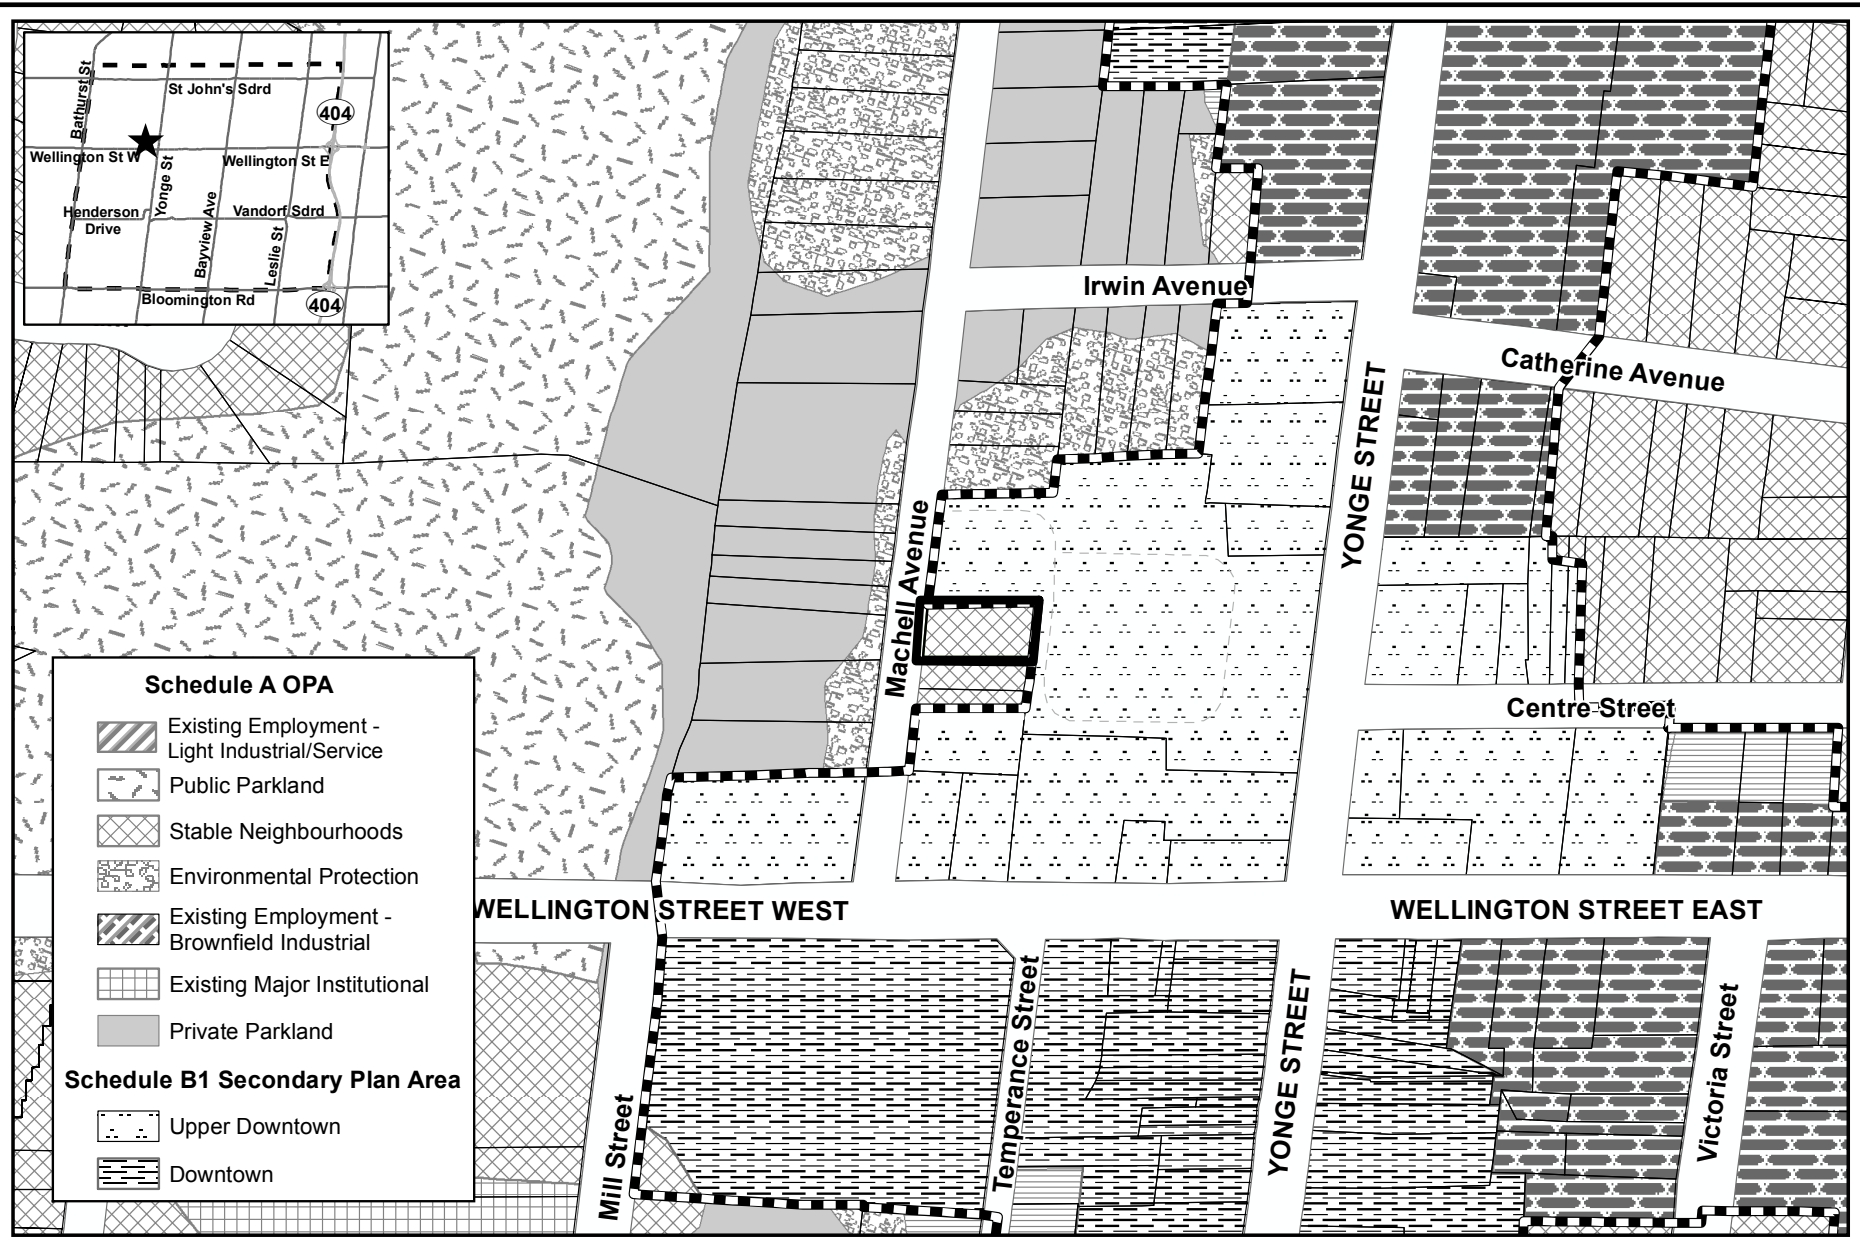 Bathurst St
St John's Sdrd
404
Wellington St W
Yonge St
Wellington St E
Henderson
Drive
Bayview Ave
Vandorf Sdrd
Leslie St
Bloomington Rd
404
Irwin Avenue
Catherine Avenue
YONGE STREET
Machell Avenue
Centre Street
WELLINGTON STREET WEST
WELLINGTON STREET EAST
Mill Street
Temperance Street
YONGE STREET
Victoria Street
Schedule A OPA
Existing Employment -
Light Industrial/Service
Public Parkland
Stable Neighbourhoods
Environmental Protection
Existing Employment -
Brownfield Industrial
Existing Major Institutional
Private Parkland
Schedule B1 Secondary Plan Area
Upper Downtown
Downtown